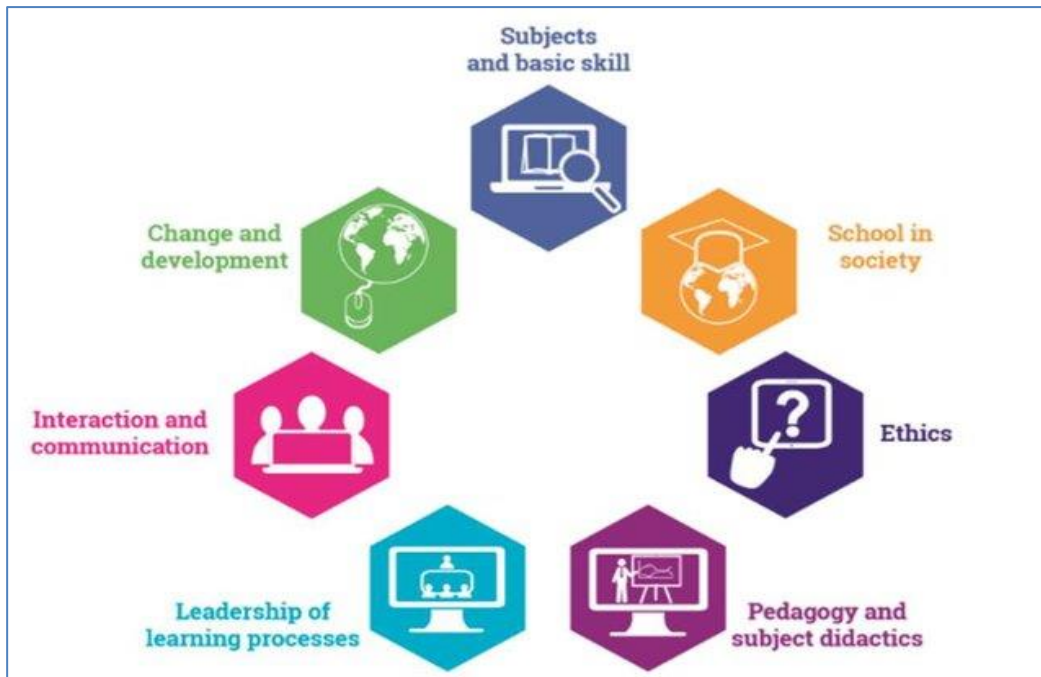 Subjects
and basic skill
Change and
development
School in
society
Interaction and
communication
Ethics
?
Leadership of
learning processes
Pedagogy and
subject didactics